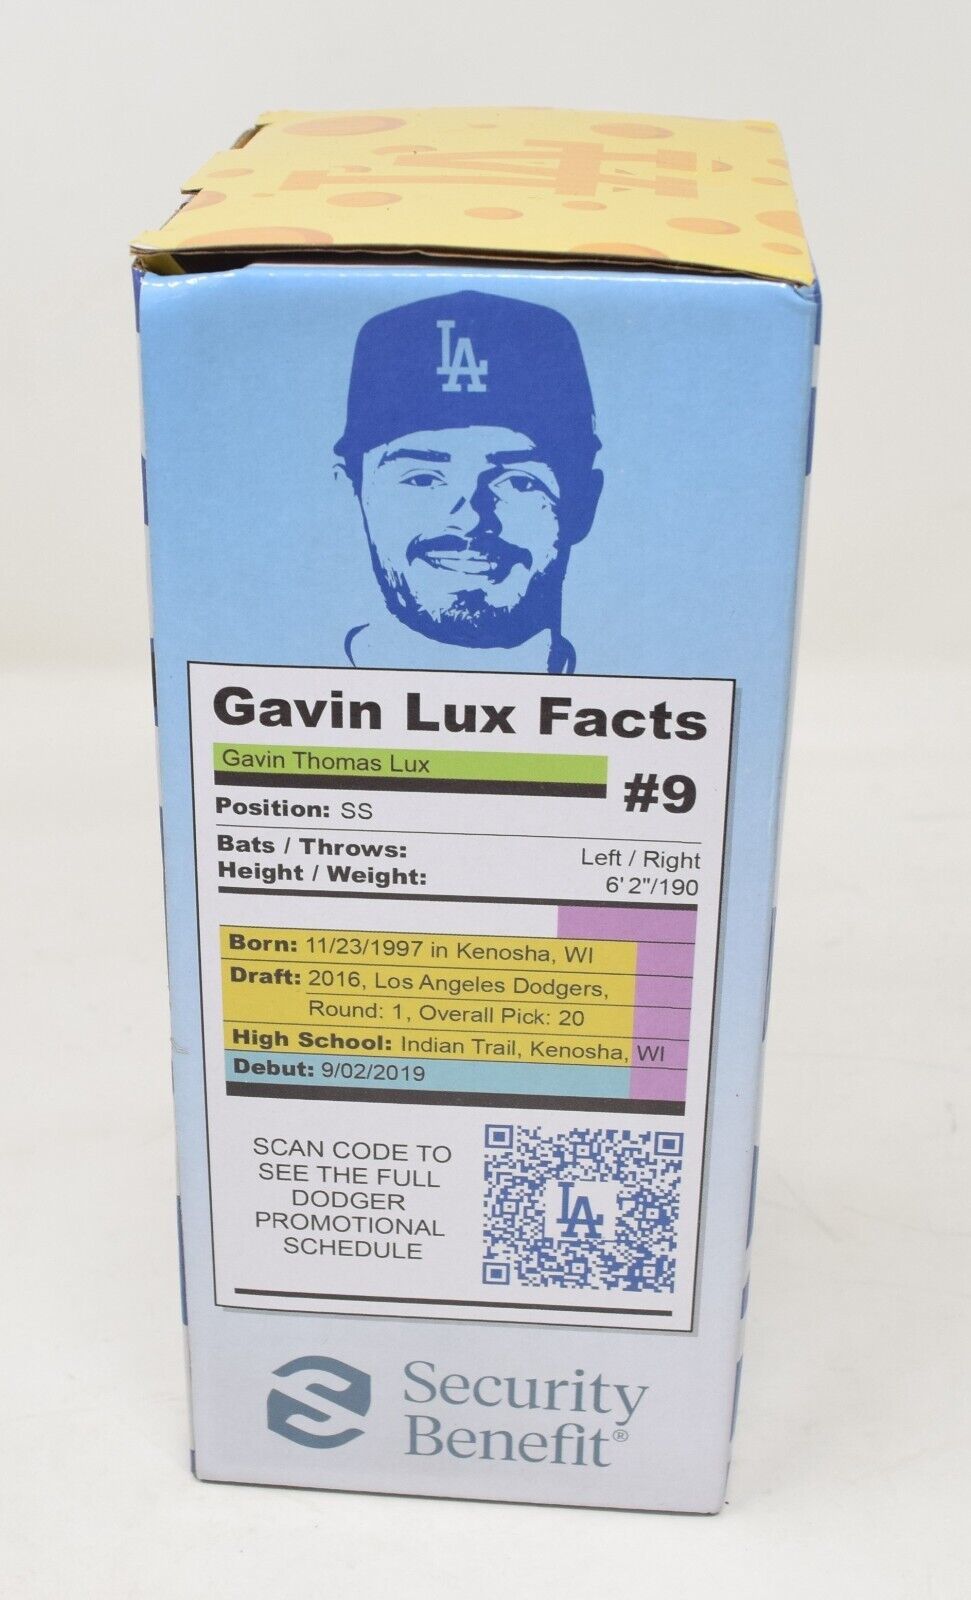 LA
LA
Gavin Lux Facts
Gavin Thomas Lux
#9
Position: SS
Bats / Throws: Left / Right
Height / Weight: 6' 2"/190
Born: 11/23/1997 in Kenosha, WI
Draft: 2016, Los Angeles Dodgers,
Round: 1, Overall Pick: 20
High School: Indian Trail, Kenosha, WI
Debut: 9/02/2019
SCAN CODE TO
SEE THE FULL
DODGER
PROMOTIONAL
SCHEDULE
LA
Security
Benefit®